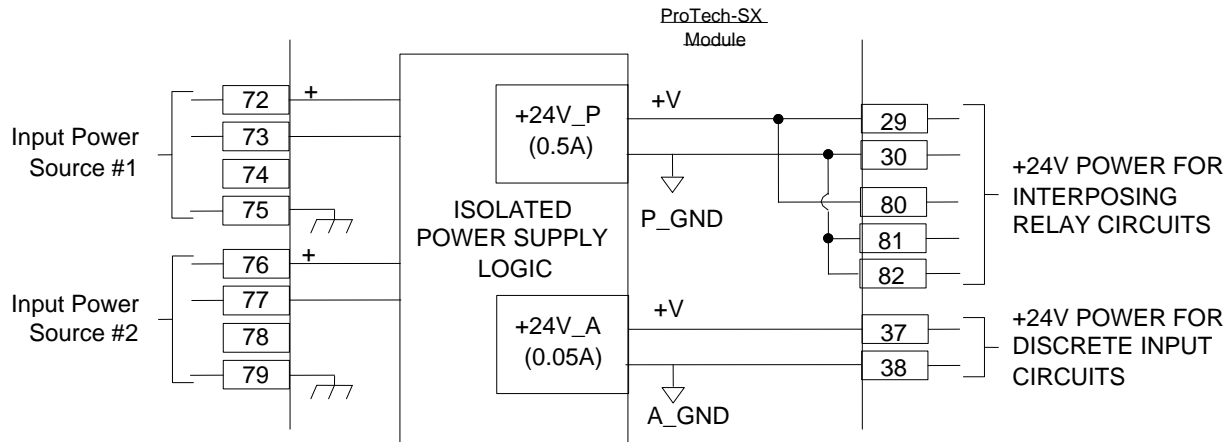 ProTech-SX
Module
Input Power
Source #1
72
+
73
74
75
Input Power
Source #2
76
+
77
78
79
ISOLATED
POWER SUPPLY
LOGIC
+24V_P
(0.5A)
+V
P_GND
29
30
80
81
82
+24V POWER FOR
INTERPOSING
RELAY CIRCUITS
+24V_A
(0.05A)
+V
A_GND
37
38
+24V POWER FOR
DISCRETE INPUT
CIRCUITS